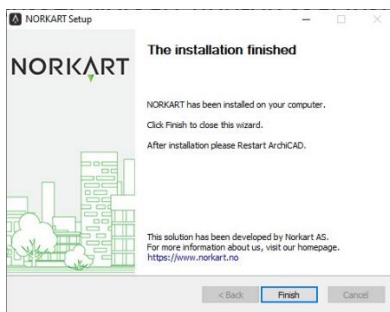 NORKART Setup
The installation finished
NORKART
NORKART has been installed on your computer.
Click Finish to close this wizard.
After installation please Restart ArchiCAD.
This solution has been developed by Norkart AS.
For more information about us, visit our homepage.
https://www.norkart.no
< Back
Finish
Cancel